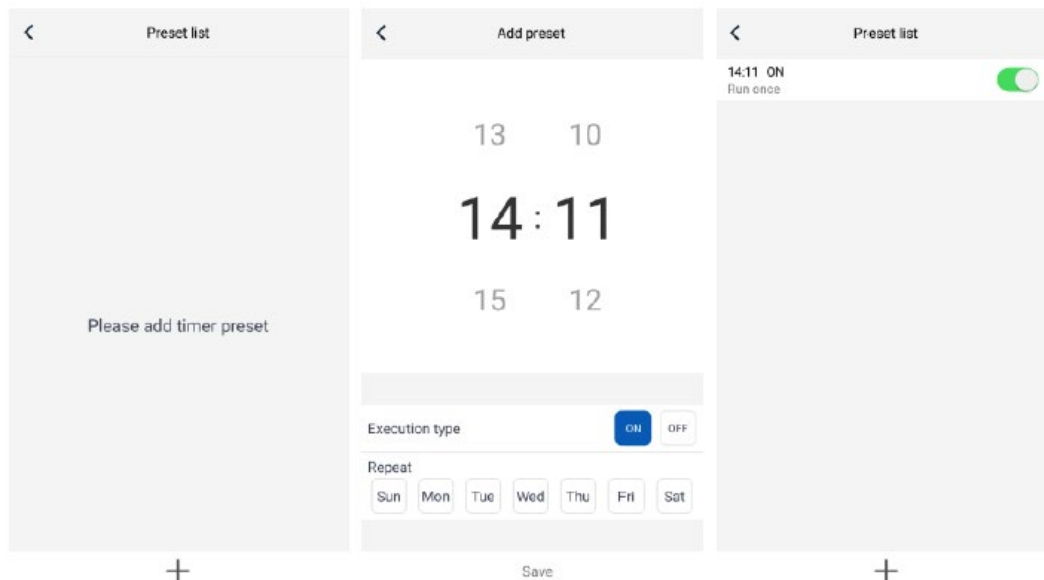 Preset list
Please add timer preset
+
Add preset
13 10
14 : 11
15 12
Execution type ON OFF
Repeat
Sun Mon Tue Wed Thu Fri Sat
Save
Preset list
14:11 ON
Run once
+